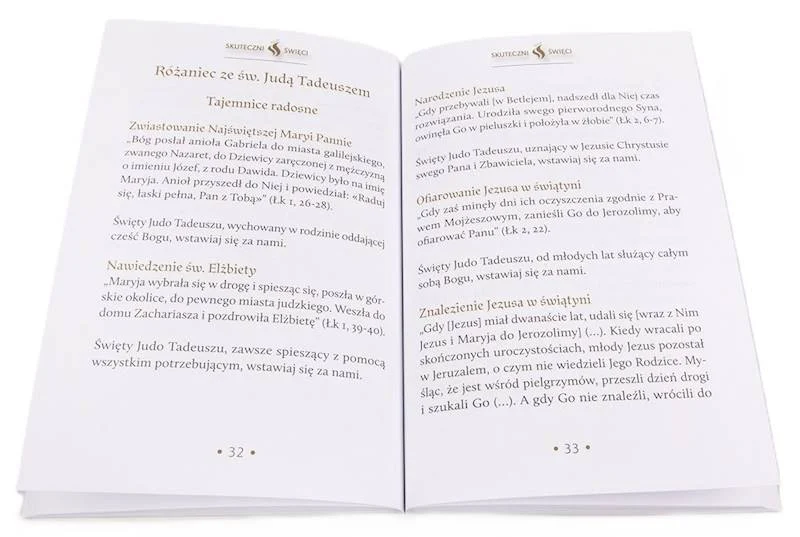 SKUTECZNI ŚWIĘCI
Różaniec ze św. Judą Tadeuszem
Tajemnice radosne
Zwiastowanie Najświętszej Maryi Pannie
„Bóg posłał anioła Gabriela do miasta galilejskiego,
zwanego Nazaret, do Dziewicy zaręczonej z mężczyzną
o imieniu Józef, z rodu Dawida. Dziewicy było na imię
Maryja. Anioł przyszedł do Niej i powiedział: «Raduj
się, łaski pełna, Pan z Tobą»” (Łk 1, 26-28).
Święty Judo Tadeuszu, wychowany w rodzinie oddającej
cześć Bogu, wstawiaj się za nami.
Nawiedzenie św. Elżbiety
„Maryja wybrała się w drogę i spiesząc się, poszła w gór-
skie okolice, do pewnego miasta judzkiego. Weszła do
domu Zachariasza i pozdrowiła Elżbietę” (Łk 1, 39-40).
Święty Judo Tadeuszu, zawsze spieszący z pomocą
wszystkim potrzebującym, wstawiaj się za nami.
• 32 •
SKUTECZNI ŚWIĘCI
Narodzenie Jezusa
„Gdy przebywali [w Betlejem], nadszedł dla Niej czas
rozwiązania. Urodziła swego pierworodnego Syna,
owinęła Go w pieluszki i położyła w żłobie” (Łk 2, 6-7).
Święty Judo Tadeuszu, uznający w Jezusie Chrystusie
swego Pana i Zbawiciela, wstawiaj się za nami.
Ofiarowanie Jezusa w świątyni
„Gdy zaś minęły dni ich oczyszczenia zgodnie z Pra-
wem Mojżeszowym, zanieśli Go do Jerozolimy, aby
ofiarować Panu” (Łk 2, 22).
Święty Judo Tadeuszu, od młodych lat służący całym
sobą Bogu, wstawiaj się za nami.
Znalezienie Jezusa w świątyni
„Gdy [Jezus] miał dwanaście lat, udali się [wraz z Nim
Jezus i Maryja do Jerozolimy] (...). Kiedy wracali po
skończonych uroczystościach, młody Jezus pozostał
w Jeruzalem, o czym nie wiedzieli Jego Rodzice. My-
śląc, że jest wśród pielgrzymów, przeszli dzień drogi
i szukali Go (...). A gdy Go nie znaleźli, wrócili do
• 33 •